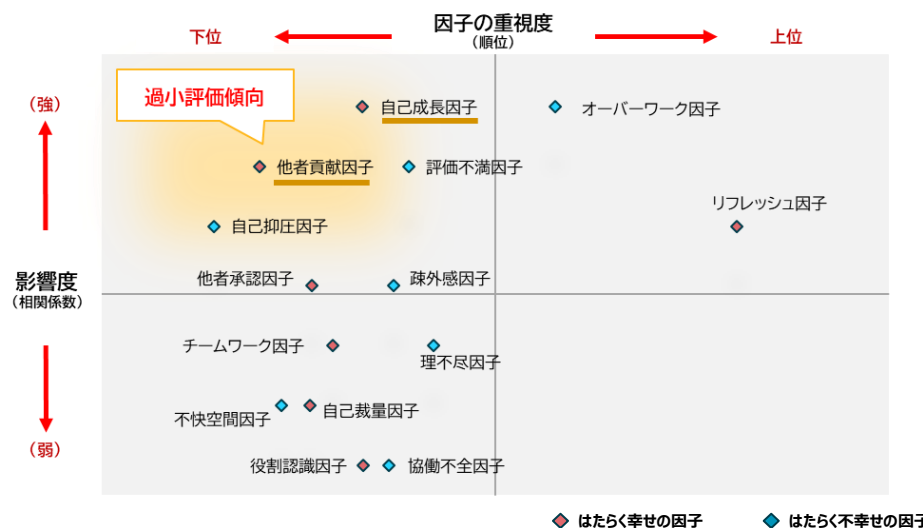 因子の重視度
(順位)
下位
上位
過小評価傾向
(強)
自己成長因子
オーバーワーク因子
他者貢献因子
評価不満因子
リフレッシュ因子
自己抑圧因子
他者承認因子
疎外感因子
影響度
(相関係数)
チームワーク因子
理不尽因子
不快空間因子
自己裁量因子
(弱)
役割認識因子
協働不全因子
はたらく幸せの因子
はたらく不幸せの因子